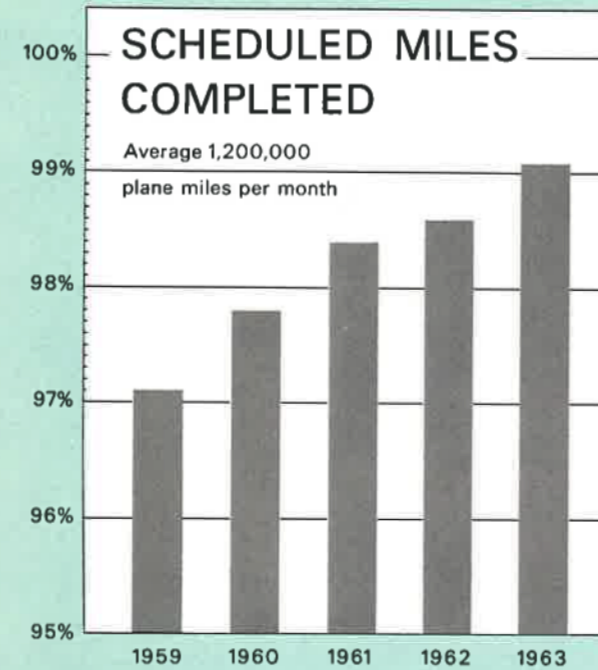 SCHEDULED MILES
COMPLETED
Average 1,200,000
plane miles per month
100%
99%
98%
97%
96%
95%
1959 1960 1961 1962 1963